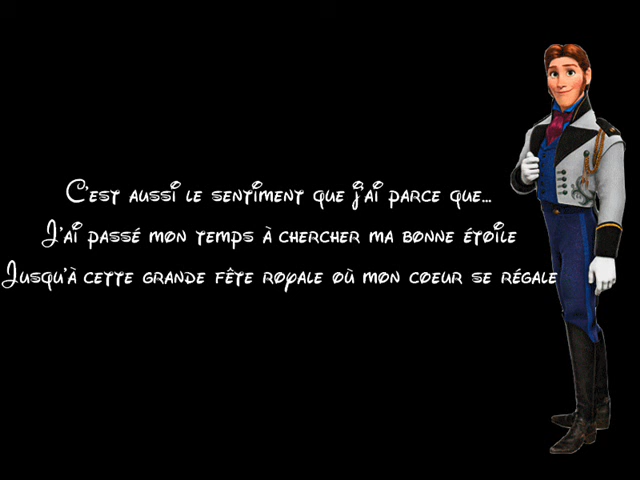 C'est aussi le sentiment que j'ai parce que...
J'ai passé mon temps à chercher ma bonne étoile
Jusqu'à cette grande fête royale où mon coeur se régale